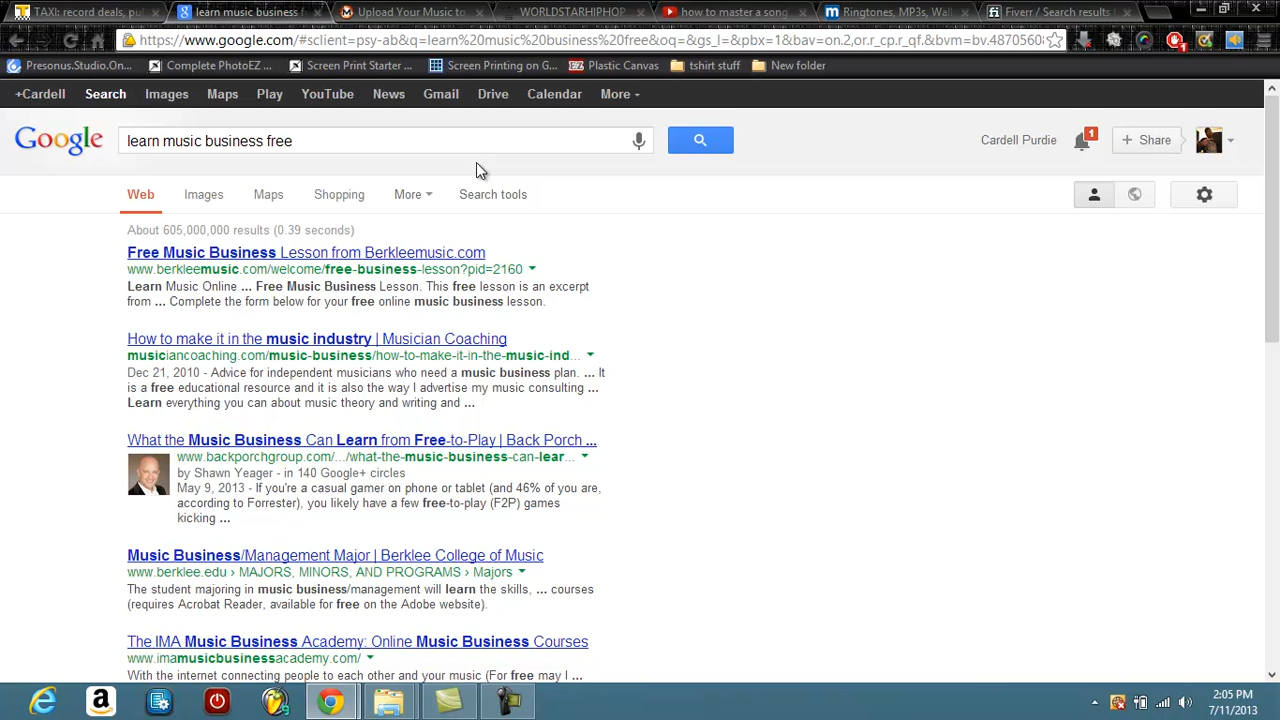 TAXI: record deals, pu
learn music business f
Upload Your Music to
WORLDSTARHIPHOP
how to master a song
Ringtones, MP3s, Wall
Fiverr / Search results
https://www.google.com/#sclient=psy-ab&q=learn%20music%20business%20free&oq=&gs_l=&pbx=1&bav=on.2,or.r_cp.r_qf.&bvm=bv.4870560
Presonus.Studio.On...
Complete PhotoEZ ...
Screen Print Starter ...
Screen Printing on G...
Plastic Canvas
tshirt stuff
New folder
+Cardell Search Images Maps Play YouTube News Gmail Drive Calendar More
Google
learn music business free
Cardell Purdie
1
+ Share
Web Images Maps Shopping More Search tools
About 605,000,000 results (0.39 seconds)
Free Music Business Lesson from Berkleemusic.com
www.berkleemusic.com/welcome/free-business-lesson?pid=2160
Learn Music Online ... Free Music Business Lesson. This free lesson is an excerpt
from ... Complete the form below for your free online music business lesson.
How to make it in the music industry | Musician Coaching
musiciancoaching.com/music-business/how-to-make-it-in-the-music-ind...
Dec 21, 2010 - Advice for independent musicians who need a music business plan. ... It
is a free educational resource and it is also the way I advertise my music consulting ...
Learn everything you can about music theory and writing and ...
What the Music Business Can Learn from Free-to-Play | Back Porch ...
www.backporchgroup.com/.../what-the-music-business-can-lear...
by Shawn Yeager - in 140 Google+ circles
May 9, 2013 - If you're a casual gamer on phone or tablet (and 46% of you are,
according to Forrester), you likely have a few free-to-play (F2P) games
kicking ...
Music Business/Management Major | Berklee College of Music
www.berklee.edu › MAJORS, MINORS, AND PROGRAMS › Majors
The student majoring in music business/management will learn the skills, ... courses
(requires Acrobat Reader, available for free on the Adobe website).
The IMA Music Business Academy: Online Music Business Courses
www.imamusicbusinessacademy.com/
With the internet connecting people to each other and your music (For free may I ...
2:05 PM
7/11/2013